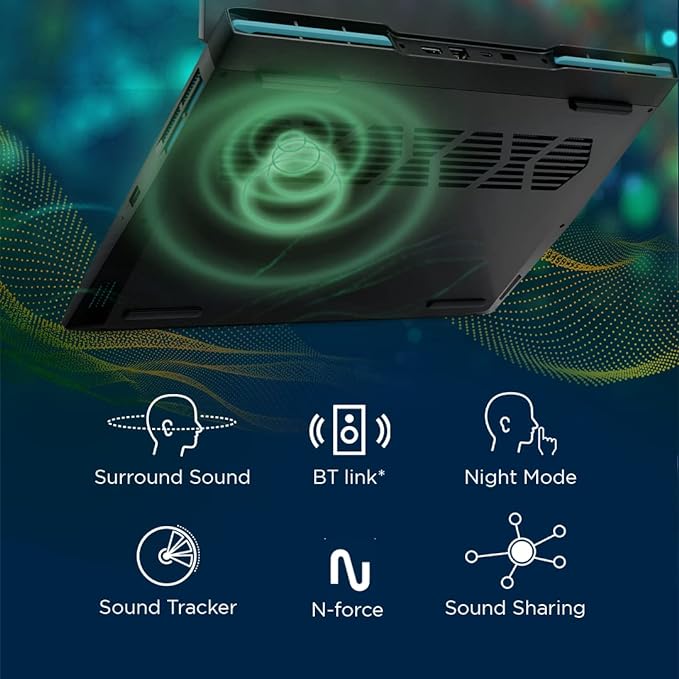 Surround Sound
BT link*
Night Mode
Sound Tracker
N-force
Sound Sharing